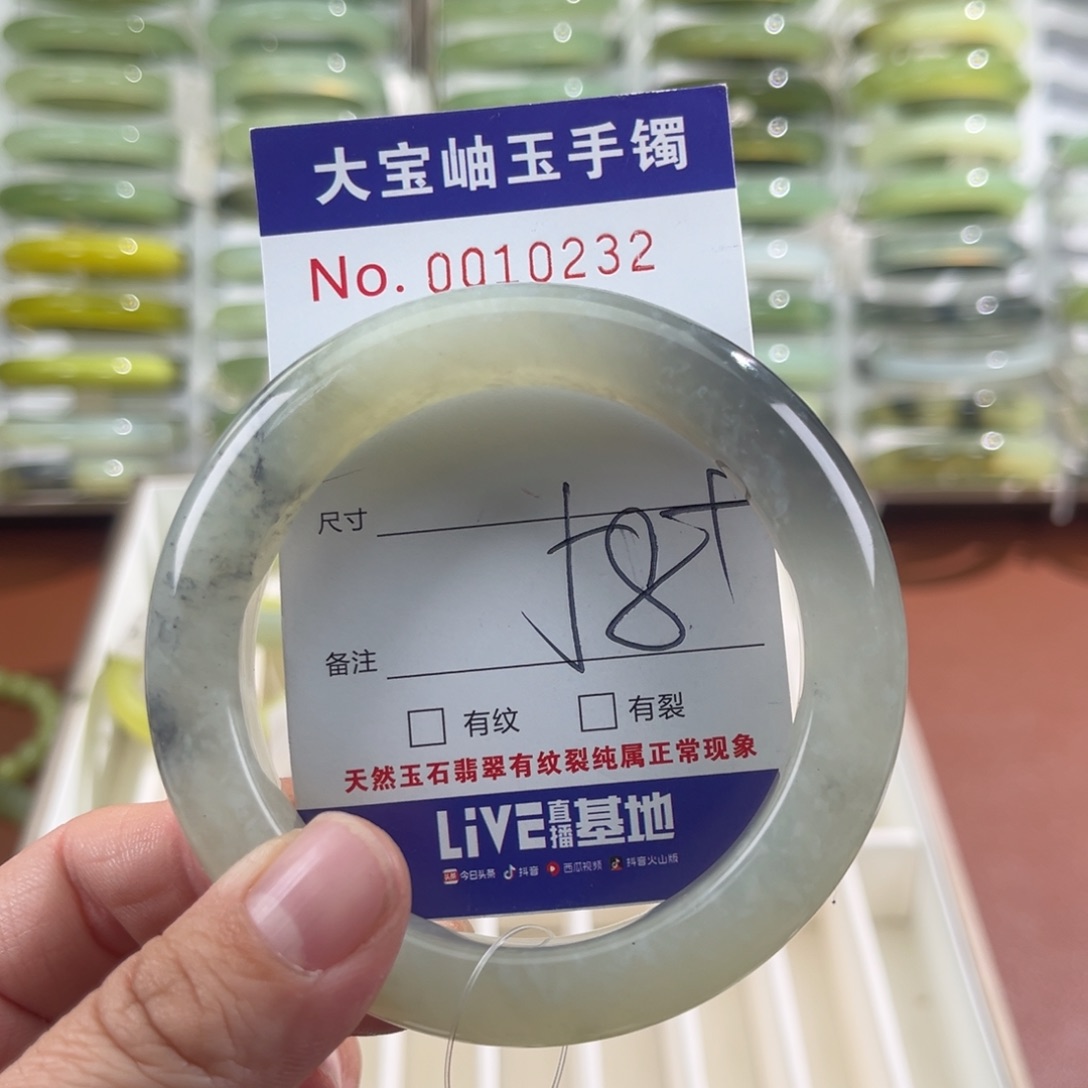 大宝岫玉手镯
No. 0010232
尺寸
58+
备注
有纹 有裂
天然玉石翡翠有纹裂纯属正常现象
LiVE直播基地
今日头条 抖音 西瓜视频 抖音火山版